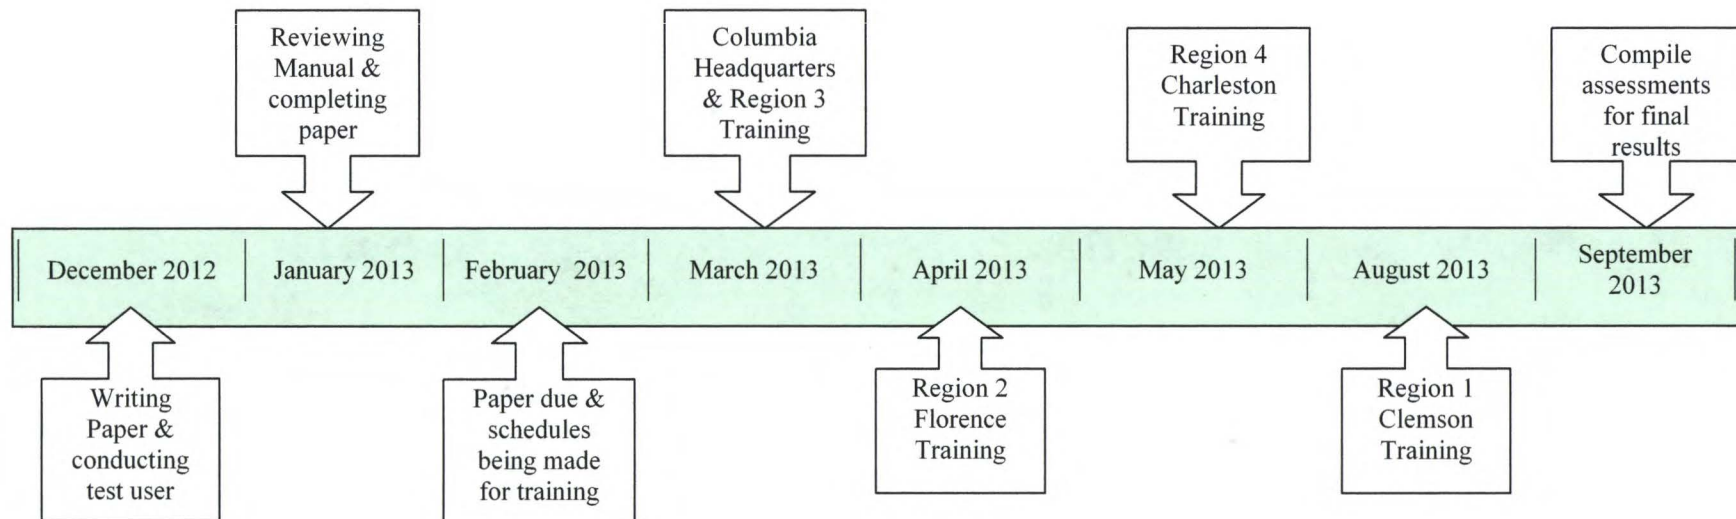 Reviewing
Manual &
completing
paper
Columbia
Headquarters
& Region 3
Training
Region 4
Charleston
Training
Compile
assessments
for final
results
December 2012
January 2013
February 2013
March 2013
April 2013
May 2013
August 2013
September
2013
Writing
Paper &
conducting
test user
Paper due &
schedules
being made
for training
Region 2
Florence
Training
Region 1
Clemson
Training